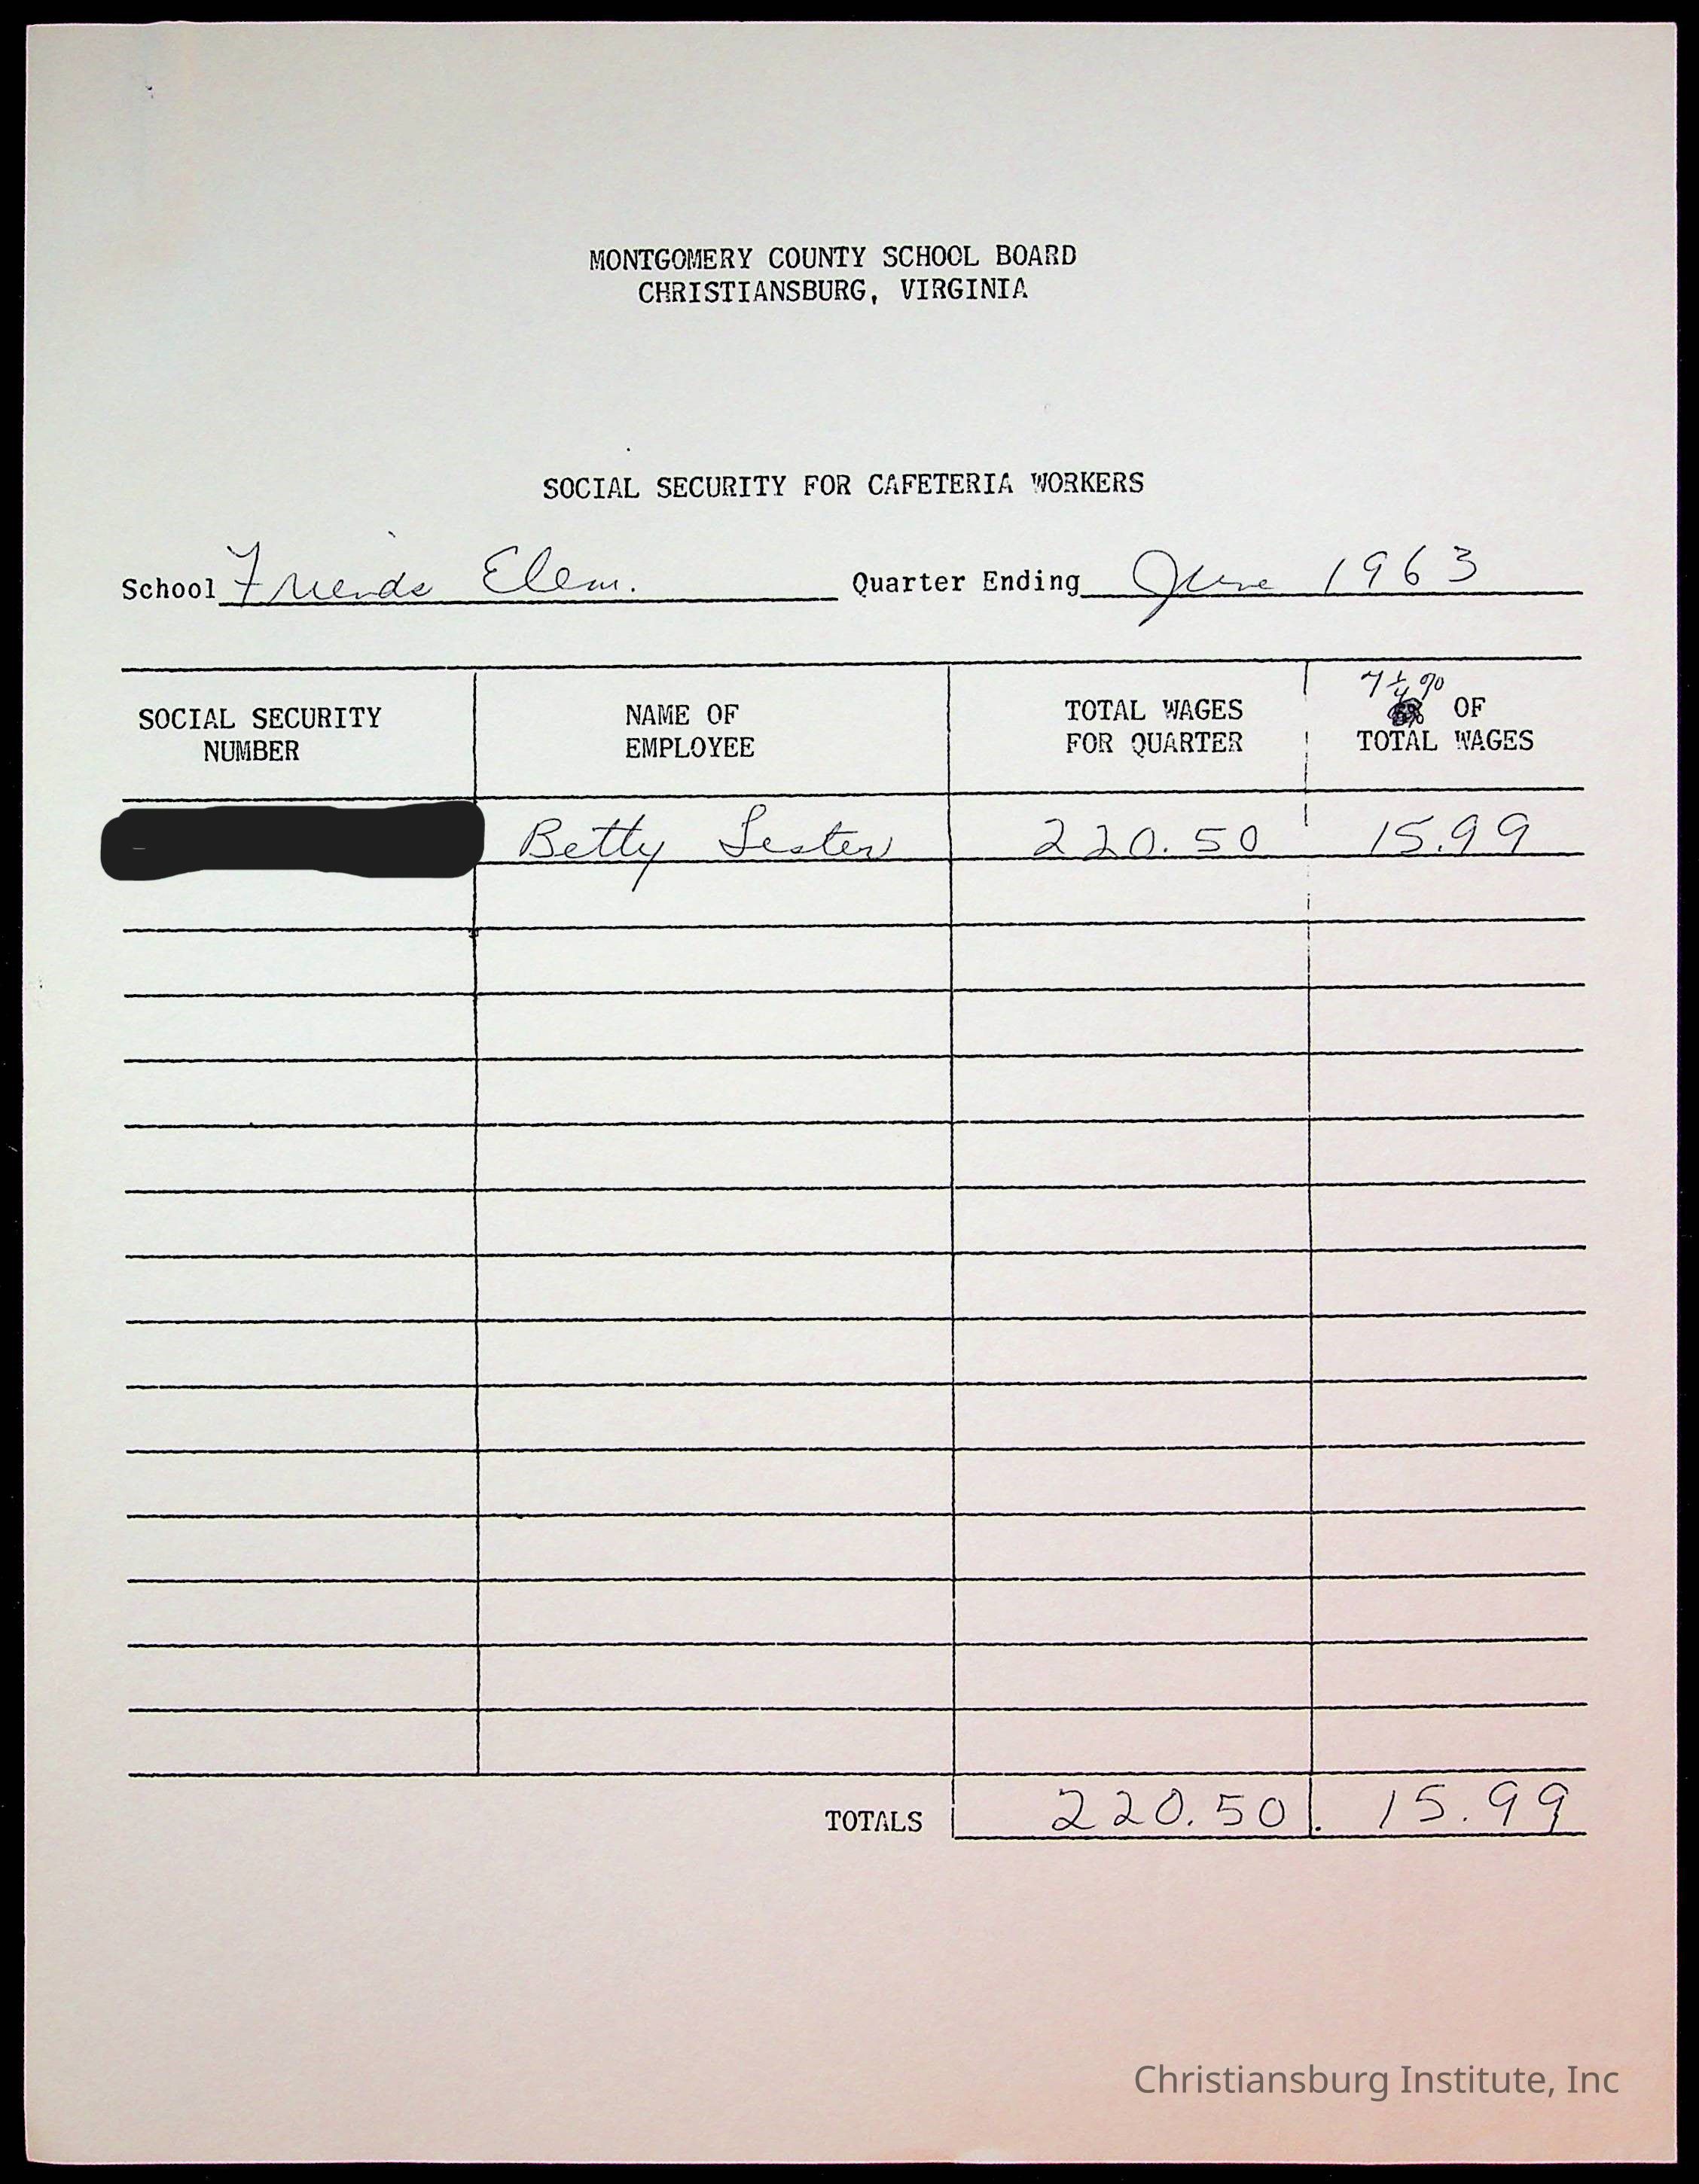 MONTGOMERY COUNTY SCHOOL BOARD
CHRISTIANSBURG, VIRGINIA
SOCIAL SECURITY FOR CAFETERIA WORKERS
School Friends Elem. Quarter Ending June 1963
SOCIAL SECURITY NUMBER
NAME OF EMPLOYEE
TOTAL WAGES FOR QUARTER
7 1/4 % OF TOTAL WAGES
Betty Lester 220.50 15.99
TOTALS 220.50 15.99
Christiansburg Institute, Inc